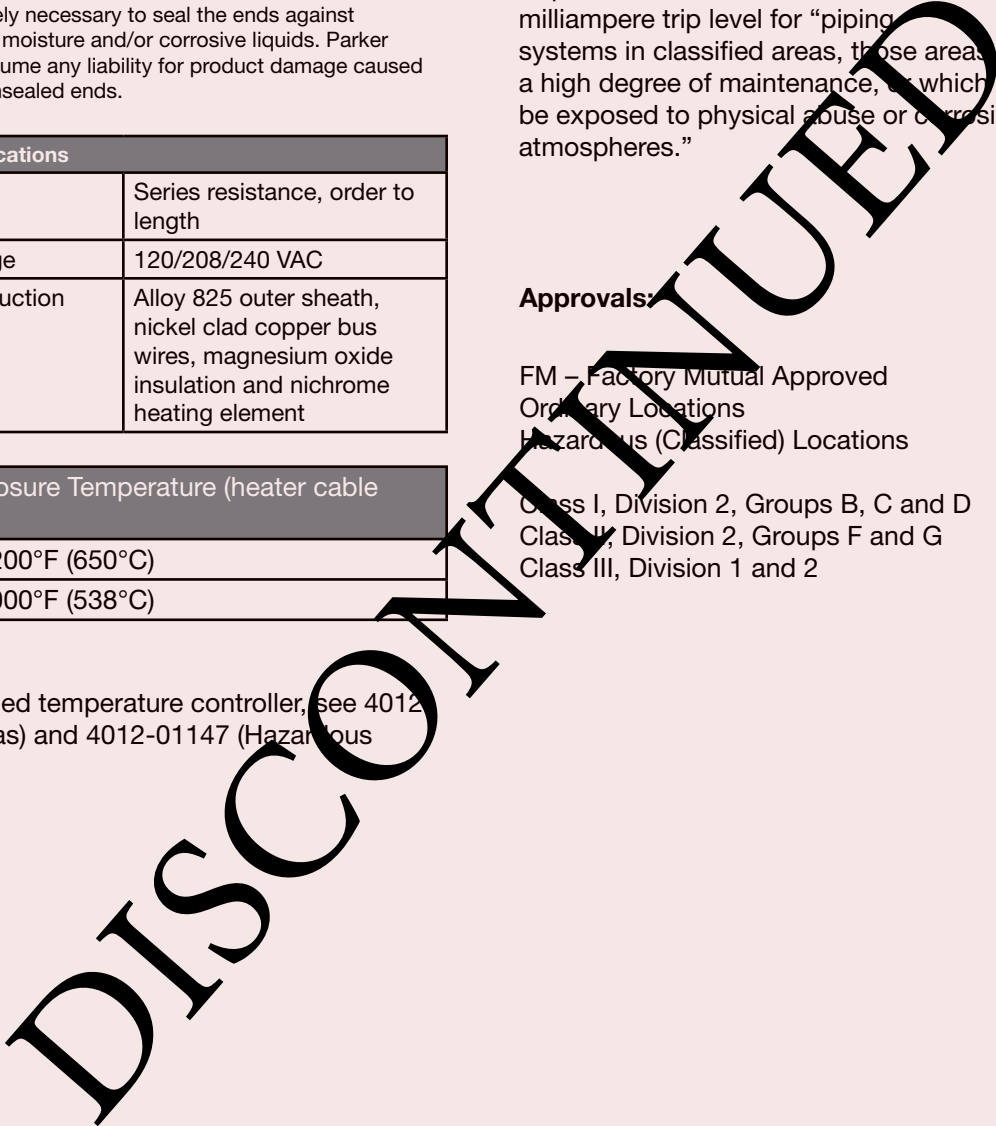 ely necessary to seal the ends against
moisture and/or corrosive liquids. Parker
ume any liability for product damage caused
nsealed ends.
cations
Series resistance, order to
length
ge
120/208/240 VAC
uction
Alloy 825 outer sheath,
nickel clad copper bus
wires, magnesium oxide
insulation and nichrome
heating element
osure Temperature (heater cable
200°F (650°C)
000°F (538°C)
ed temperature controller, see 4012
as) and 4012-01147 (Hazardous
milliampere trip level for “piping
systems in classified areas, those areas
a high degree of maintenance, or which
be exposed to physical abuse or corrosi
atmospheres.”
Approvals:
FM – Factory Mutual Approved
Ordinary Locations
Hazardous (Classified) Locations
Class I, Division 2, Groups B, C and D
Class II, Division 2, Groups F and G
Class III, Division 1 and 2
DISCONTINUED